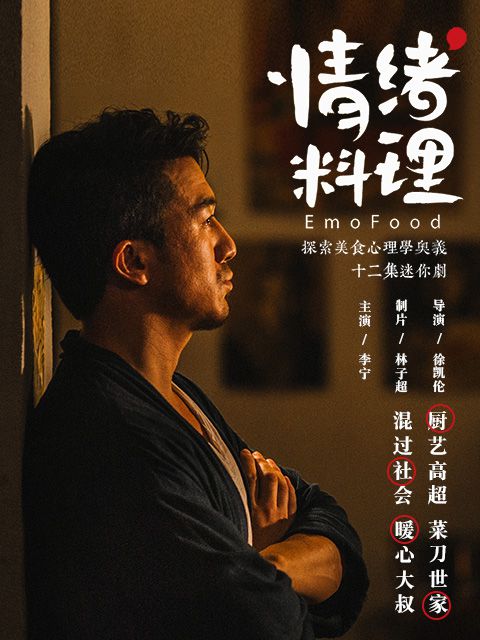 情绪
料理
EmoFood
探索美食心理學奥義
十二集迷你劇
导演 / 徐凯伦
制片 / 林子超
主演 / 李宁
厨艺高超 菜刀世家
混过社会 暖心大叔